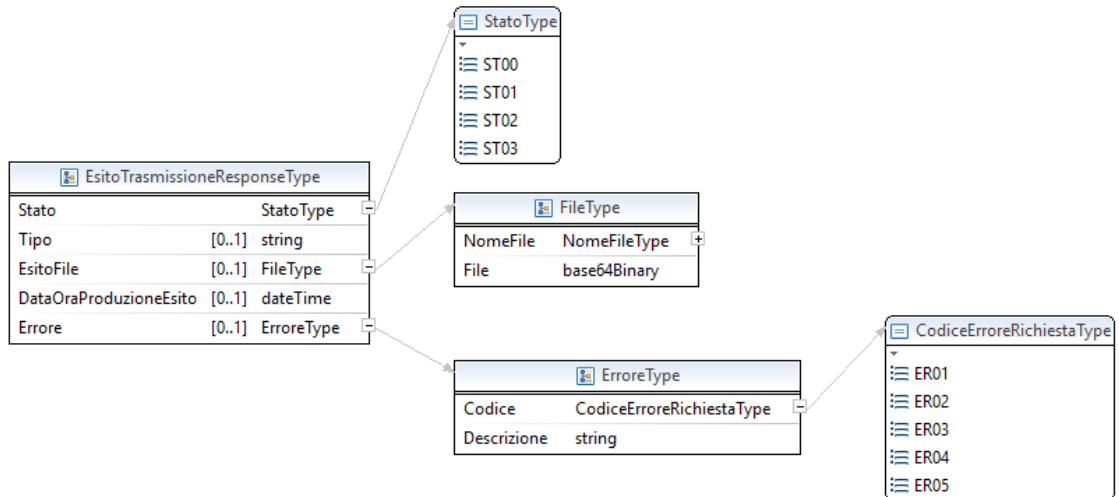 StatoType
ST00
ST01
ST02
ST03
EsitoTrasmissioneResponseType
Stato StatoType
Tipo [0..1] string
EsitoFile [0..1] FileType
DataOraProduzioneEsito [0..1] dateTime
Errore [0..1] ErroreType
FileType
NomeFile NomeFileType
File base64Binary
ErroreType
Codice CodiceErroreRichiestaType
Descrizione string
CodiceErroreRichiestaType
ER01
ER02
ER03
ER04
ER05